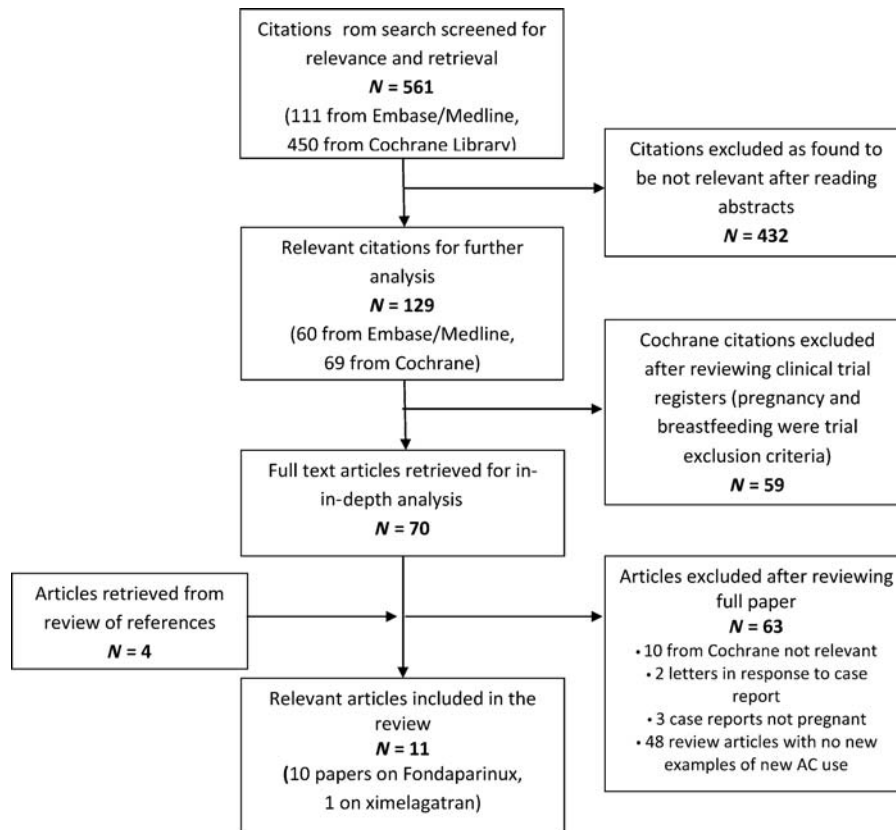 Citations rom search screened for
relevance and retrieval
N = 561
(111 from Embase/Medline,
450 from Cochrane Library)
Citations excluded as found to
be not relevant after reading
abstracts
N = 432
Relevant citations for further
analysis
N = 129
(60 from Embase/Medline,
69 from Cochrane)
Cochrane citations excluded
after reviewing clinical trial
registers (pregnancy and
breastfeeding were trial
exclusion criteria)
N = 59
Full text articles retrieved for in-
in-depth analysis
N = 70
Articles retrieved from
review of references
N = 4
Articles excluded after reviewing
full paper
N = 63
• 10 from Cochrane not relevant
• 2 letters in response to case
report
• 3 case reports not pregnant
• 48 review articles with no new
examples of new AC use
Relevant articles included in the
review
N = 11
(10 papers on Fondaparinux,
1 on ximelagatran)